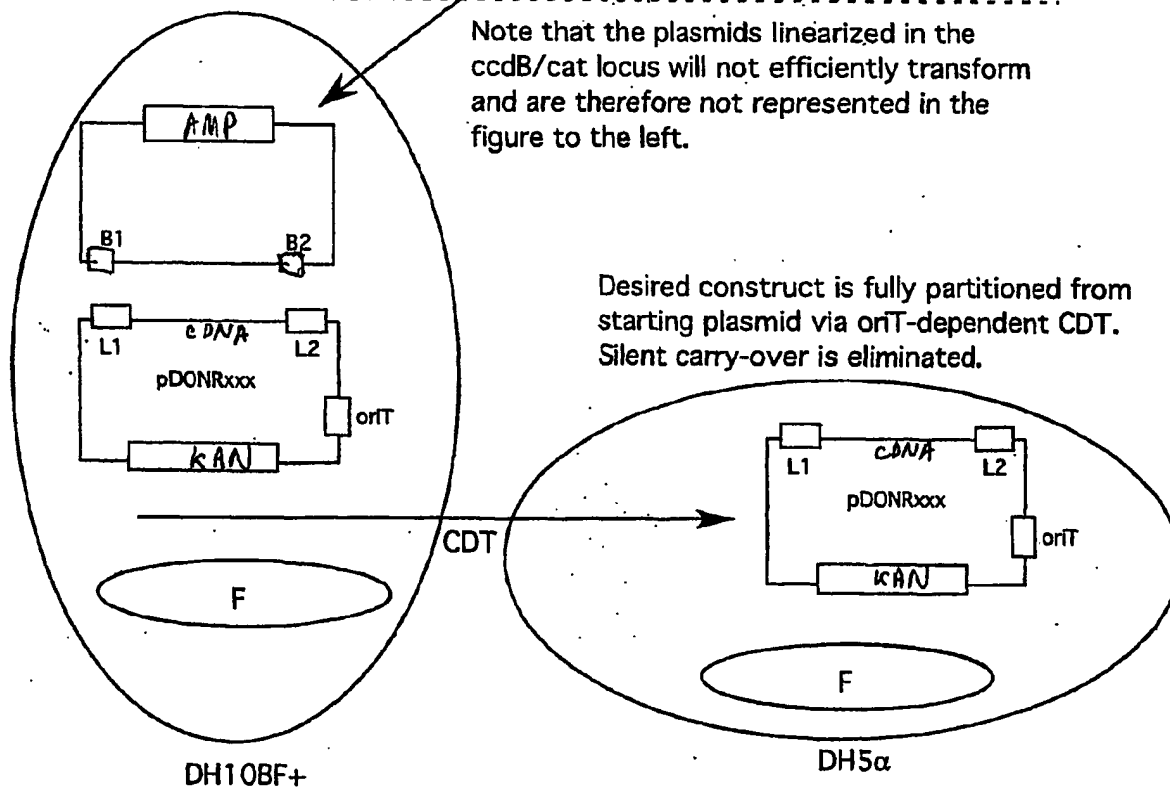 Note that the plasmids linearized in the
ccdB/cat locus will not efficiently transform
and are therefore not represented in the
figure to the left.
AMP
B1
B2
Desired construct is fully partitioned from
starting plasmid via oriT-dependent CDT.
Silent carry-over is eliminated.
L1
cDNA
L2
pDONRxxx
oriT
KAN
L1
cDNA
L2
pDONRxxx
oriT
KAN
CDT
F
F
DH10BF+
DH5α